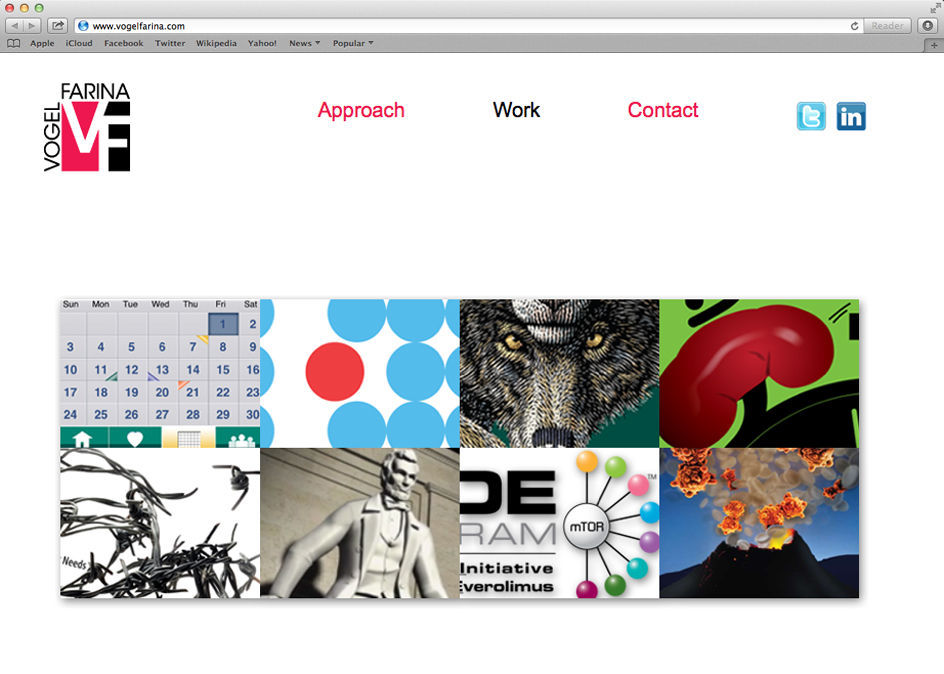 www.vogelfarina.com
Reader
Apple iCloud Facebook Twitter Wikipedia Yahoo! News Popular
VOGEL
FARINA
VF
Approach Work Contact
t in
Sun Mon Tue Wed Thu Fri Sat
1 2
3 4 5 6 7 8 9
10 11 12 13 14 15 16
17 18 19 20 21 22 23
24 25 26 27 28 29 30
Needs
DE
RAM
Initiative
Everolimus
mTOR
TM